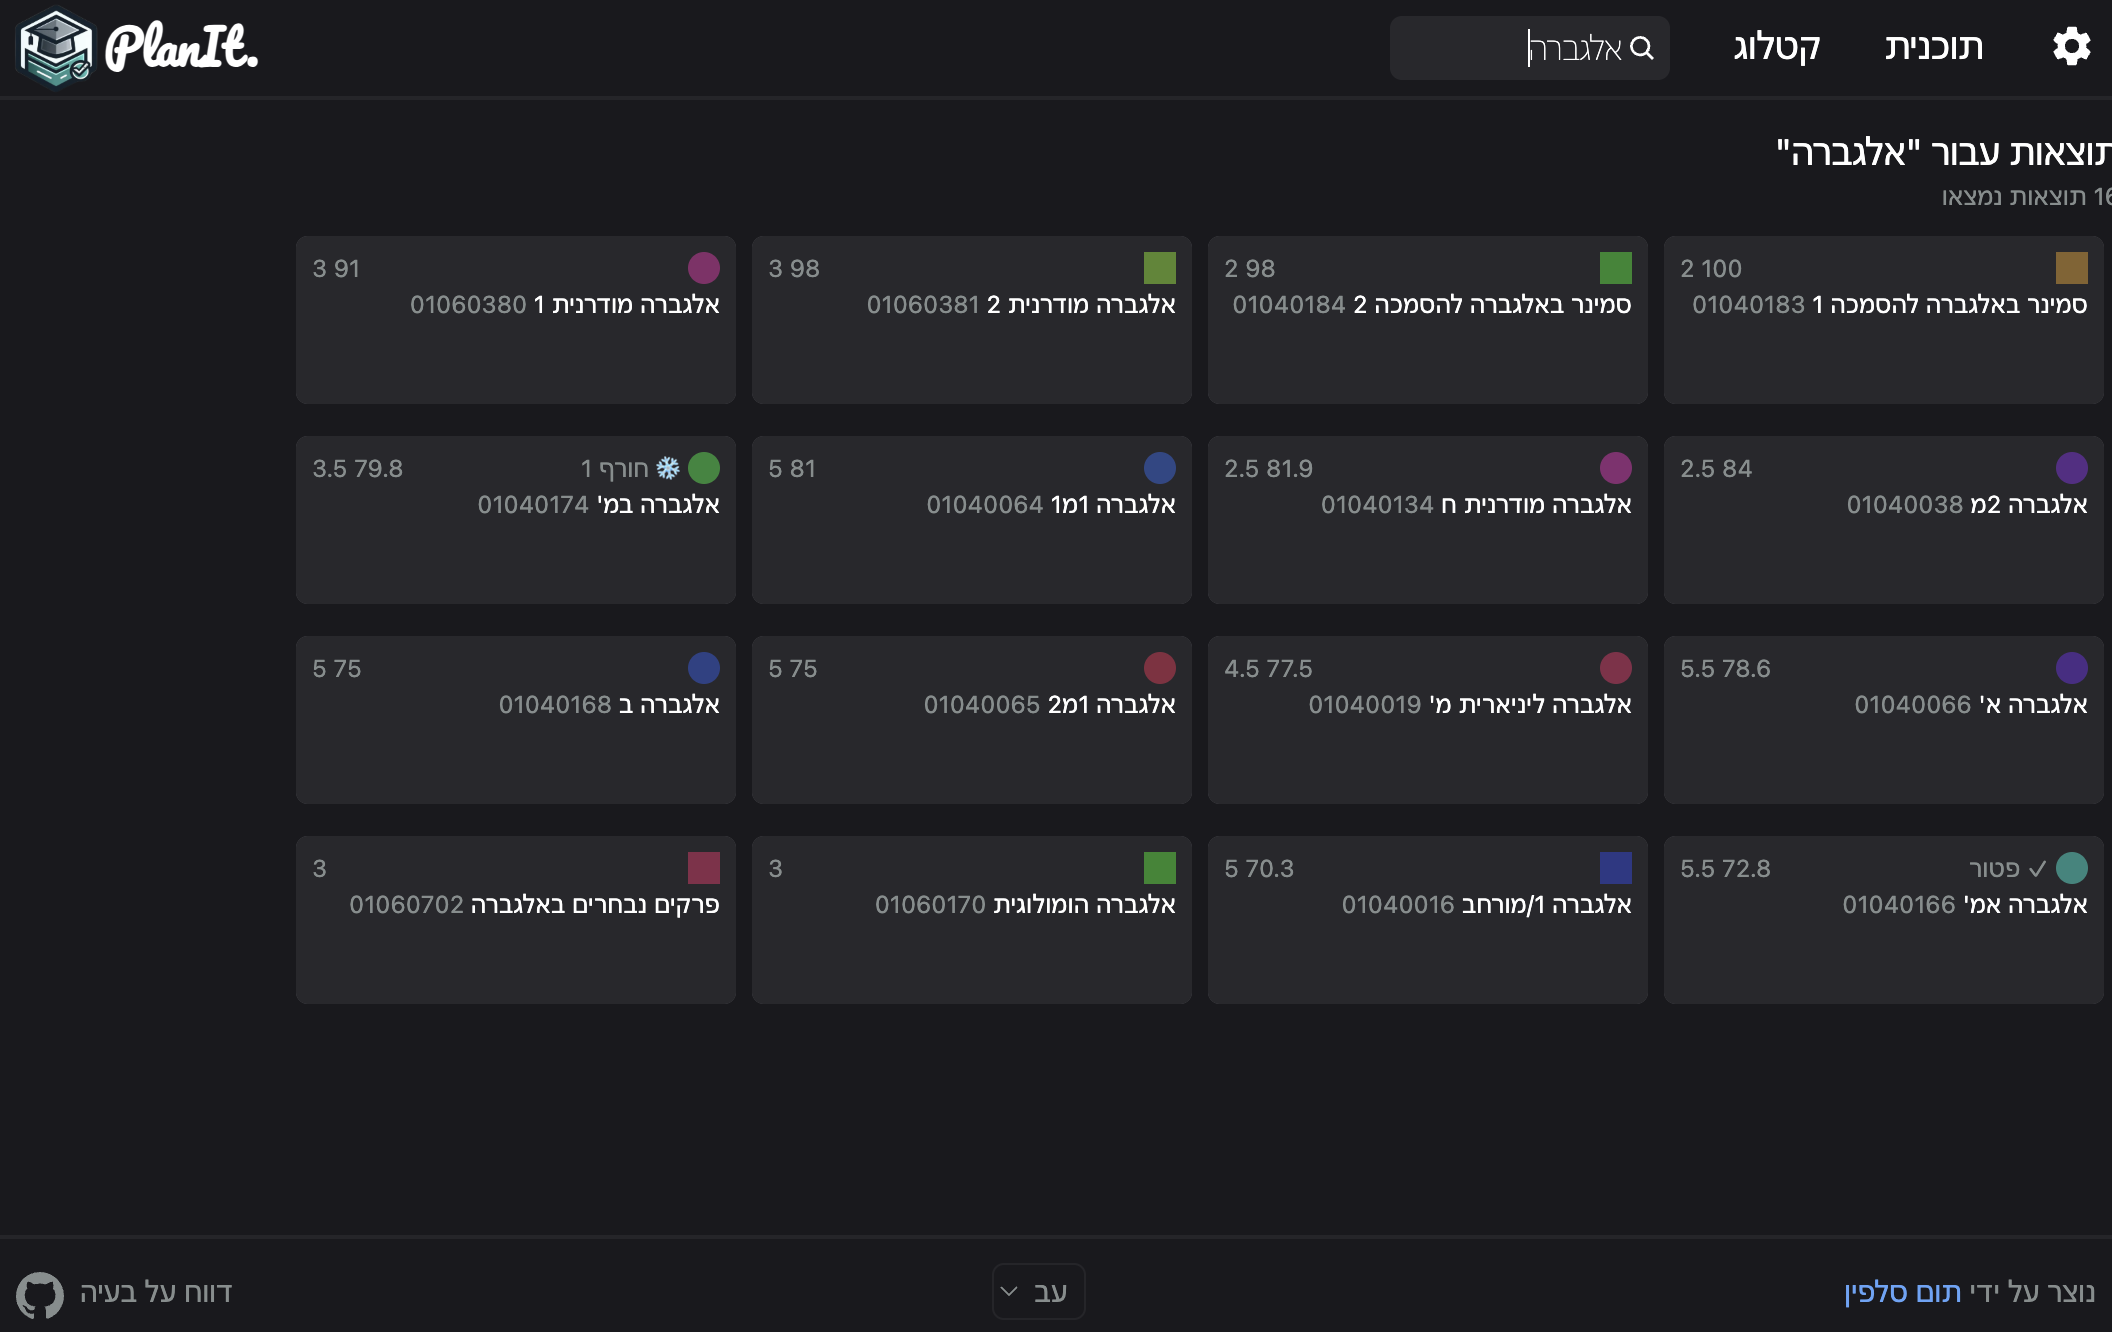 תוכנית
קטלוג
אלגברה
PlanIt.
תוצאות עבור "אלגברה"
16 תוצאות נמצאו
2 100
סמינר באלגברה להסמכה 1 01040183
2 98
סמינר באלגברה להסמכה 2 01040184
3 98
אלגברה מודרנית 2 01060381
3 91
אלגברה מודרנית 1 01060380
2.5 84
אלגברה 2מ 01040038
2.5 81.9
אלגברה מודרנית ח 01040134
5 81
אלגברה 1מ1 01040064
חורף 1
3.5 79.8
אלגברה במ' 01040174
5.5 78.6
אלגברה א' 01040066
4.5 77.5
אלגברה ליניארית מ' 01040019
5 75
אלגברה 1מ2 01040065
5 75
אלגברה ב 01040168
✓ פטור
5.5 72.8
אלגברה אמ' 01040166
5 70.3
אלגברה 1/מורחב 01040016
3
אלגברה הומולוגית 01060170
3
פרקים נבחרים באלגברה 01060702
נוצר על ידי תום סלפין
עב
דווח על בעיה